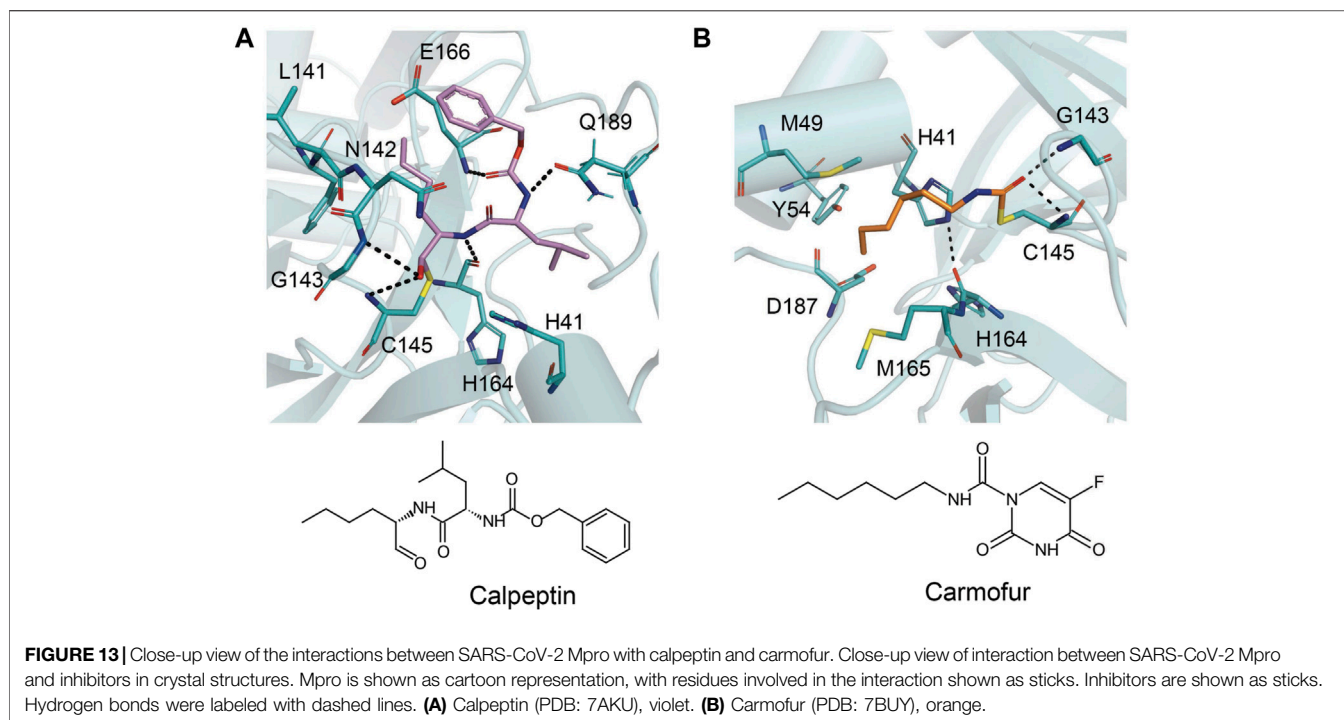 A
B
E166
L141
Q189
N142
G143
C145
H41
H164
M49
H41
G143
Y54
C145
D187
H164
M165
O
NH
N
H
O
O
O
O
Calpeptin
O
NH
N
F
O
NH
O
Carmofur
FIGURE 13 | Close-up view of the interactions between SARS-CoV-2 Mpro with calpeptin and carmofur. Close-up view of interaction between SARS-CoV-2 Mpro
and inhibitors in crystal structures. Mpro is shown as cartoon representation, with residues involved in the interaction shown as sticks. Inhibitors are shown as sticks.
Hydrogen bonds were labeled with dashed lines. (A) Calpeptin (PDB: 7AKU), violet. (B) Carmofur (PDB: 7BUY), orange.